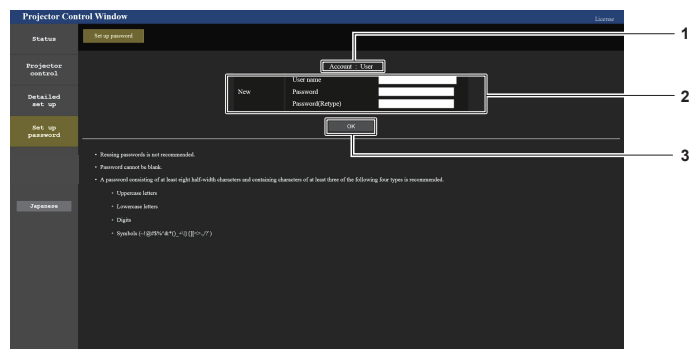 Projector Control Window
License
Status
Set up password
1
Projector
control
Account : User
User name
New
Password
2
Password(Retype)
Detailed
set up
Set up
password
OK
3
• Reusing passwords is not recommended.
• Password cannot be blank.
• A password consisting of at least eight half-width characters and containing characters of at least three of the following four types is recommended.
• Uppercase letters
• Lowercase letters
• Digits
Japanese
• Symbols